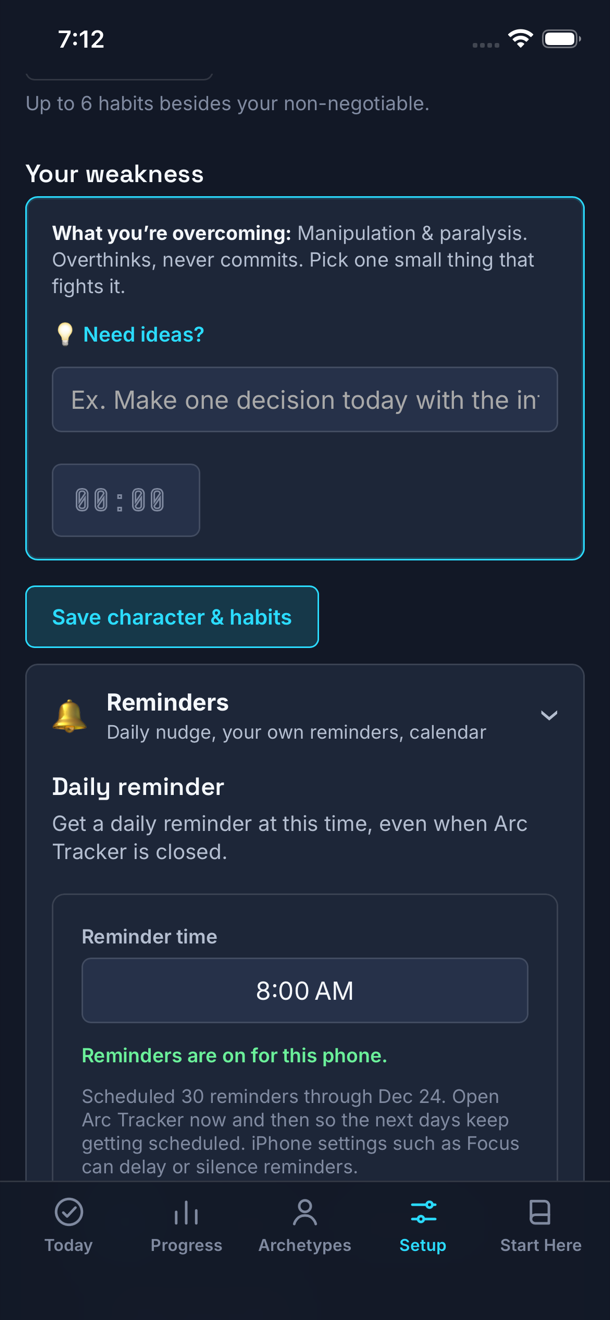 7:12
Up to 6 habits besides your non-negotiable.
Your weakness
What you’re overcoming: Manipulation & paralysis.
Overthinks, never commits. Pick one small thing that
fights it.
Need ideas?
Ex. Make one decision today with the in
00:00
Save character & habits
Reminders
Daily nudge, your own reminders, calendar
Daily reminder
Get a daily reminder at this time, even when Arc
Tracker is closed.
Reminder time
8:00 AM
Reminders are on for this phone.
Scheduled 30 reminders through Dec 24. Open
Arc Tracker now and then so the next days keep
getting scheduled. iPhone settings such as Focus
can delay or silence reminders.
Today
Progress
Archetypes
Setup
Start Here